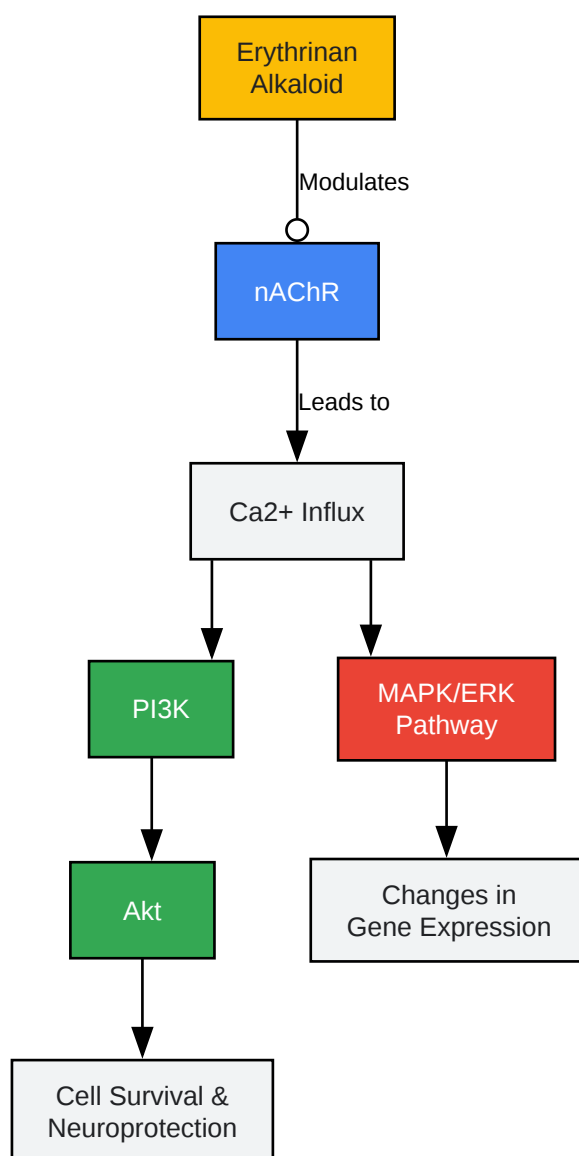 Erythrinan
Alkaloid
Modulates
nAChR
Leads to
Ca2+ Influx
PI3K
MAPK/ERK
Pathway
Akt
Changes in
Gene Expression
Cell Survival &
Neuroprotection